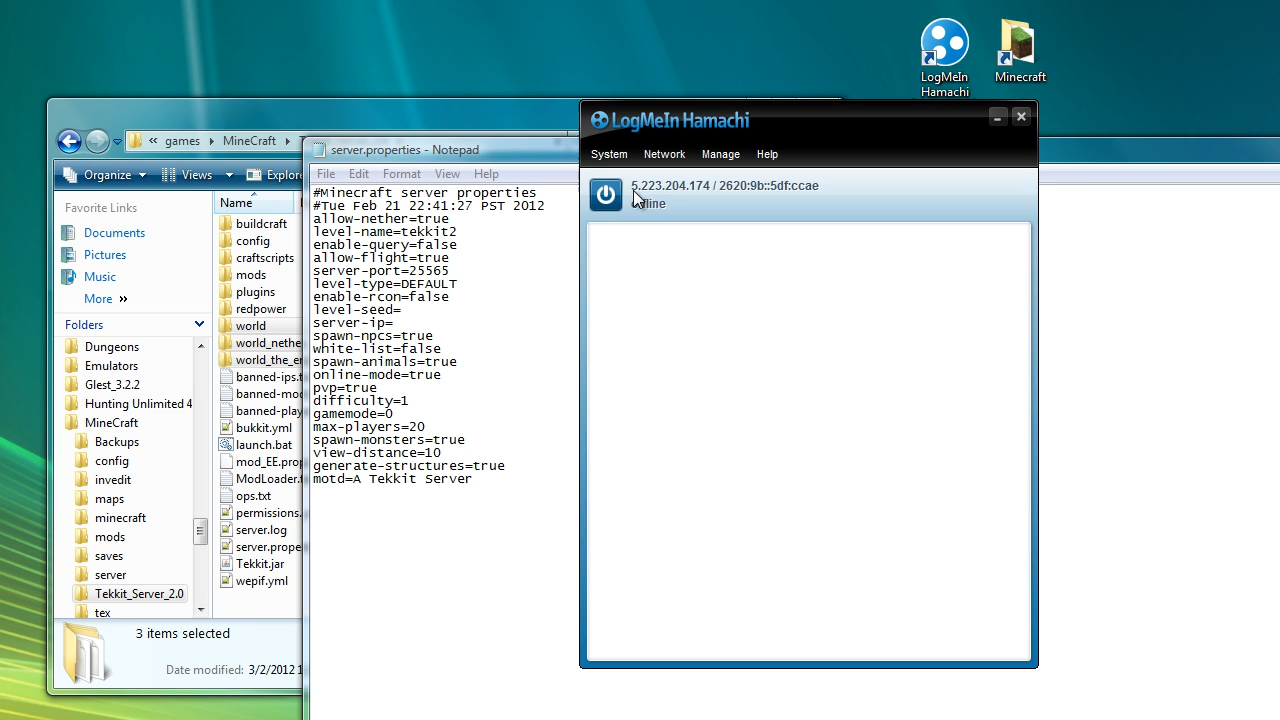 LogMeIn
Hamachi
Minecraft
« games MineCraft
Organize Views
Favorite Links
Documents
Pictures
Music
More »
Folders
Dungeons
Emulators
Glest_3.2.2
Hunting Unlimited 4
MineCraft
Backups
config
invedit
maps
minecraft
mods
saves
server
Tekkit_Server_2.0
tex
Name
buildcraft
config
craftscripts
mods
plugins
redpower
world
world_nethe
world_the_e
banned-ips.t
banned-mo
banned-play
bukkit.yml
launch.bat
mod_EE.prop
ModLoader.
ops.txt
permissions.
server.log
server.prope
Tekkit.jar
wepif.yml
3 items selected
Date modified: 3/2/2012 1
server.properties - Notepad
File Edit Format View Help
#Minecraft server properties
#Tue Feb 21 22:41:27 PST 2012
allow-nether=true
level-name=tekkit2
enable-query=false
allow-flight=true
server-port=25565
level-type=DEFAULT
enable-rcon=false
level-seed=
server-ip=
spawn-npcs=true
white-list=false
spawn-animals=true
online-mode=true
pvp=true
difficulty=1
gamemode=0
max-players=20
spawn-monsters=true
view-distance=10
generate-structures=true
motd=A Tekkit Server
LogMeIn Hamachi
System Network Manage Help
5.223.204.174 / 2620:9b::5df:ccae
offline